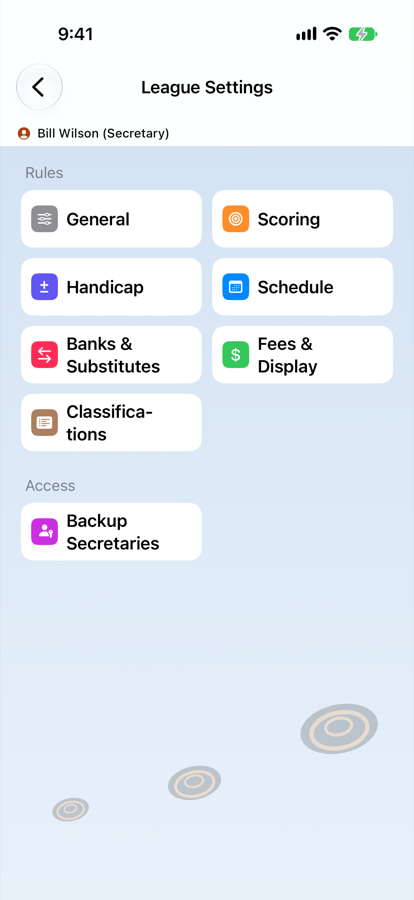 9:41
League Settings
Bill Wilson (Secretary)
Rules
General
Scoring
Handicap
Schedule
Banks &
Substitutes
Fees &
Display
Classifica-
tions
Access
Backup
Secretaries